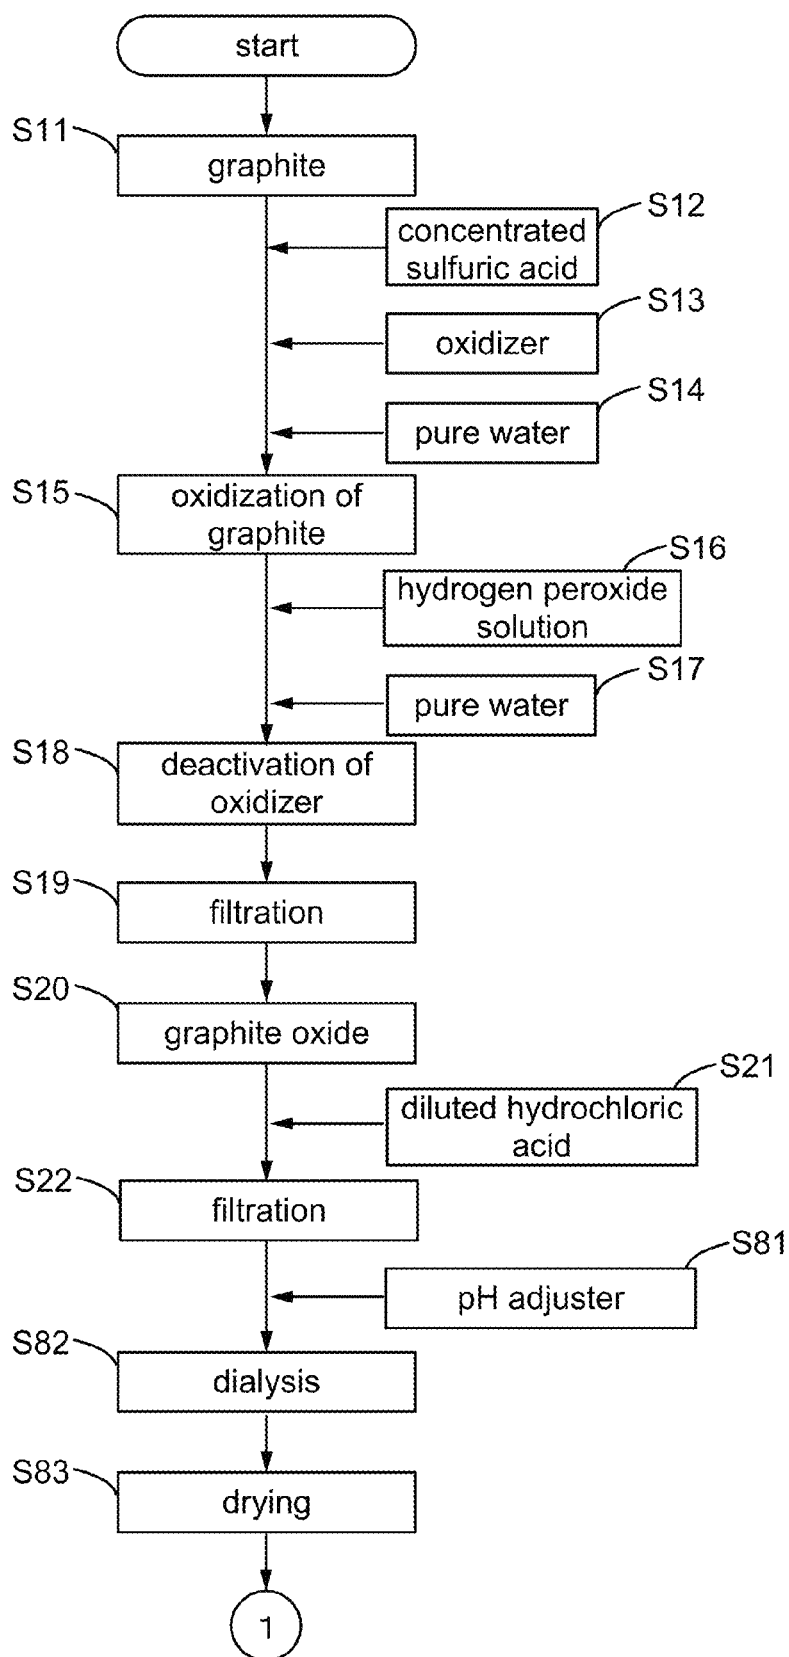 start
S11
graphite
S12
concentrated
sulfuric acid
S13
oxidizer
S14
pure water
S15
oxidization of
graphite
S16
hydrogen peroxide
solution
S17
pure water
S18
deactivation of
oxidizer
S19
filtration
S20
graphite oxide
S21
diluted hydrochloric
acid
S22
filtration
S81
pH adjuster
S82
dialysis
S83
drying
1